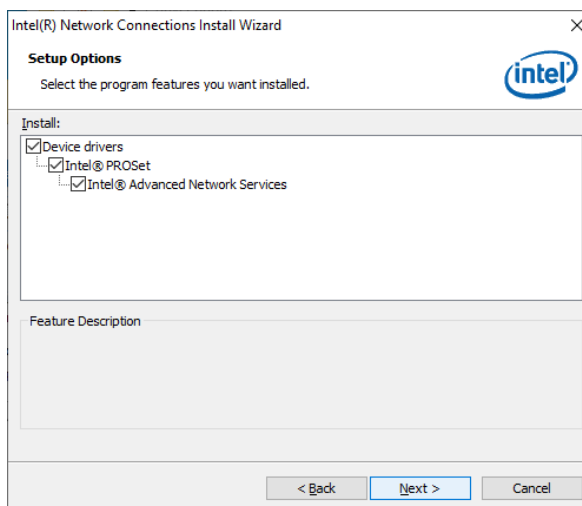 Intel(R) Network Connections Install Wizard
Setup Options
Select the program features you want installed.
intel
Install:
Device drivers
Intel® PROSet
Intel® Advanced Network Services
Feature Description
< Back
Next >
Cancel